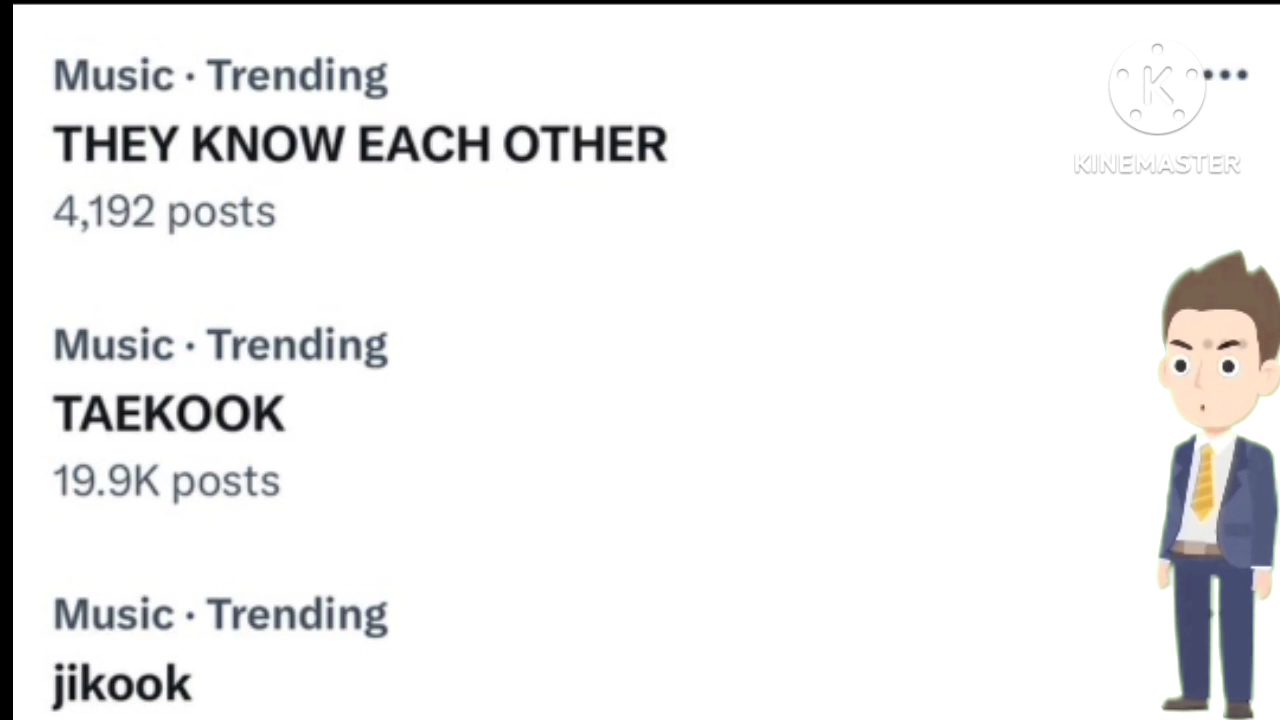 Music · Trending
THEY KNOW EACH OTHER
4,192 posts
Music · Trending
TAEKOOK
19.9K posts
Music · Trending
jikook
K
KINEMASTER